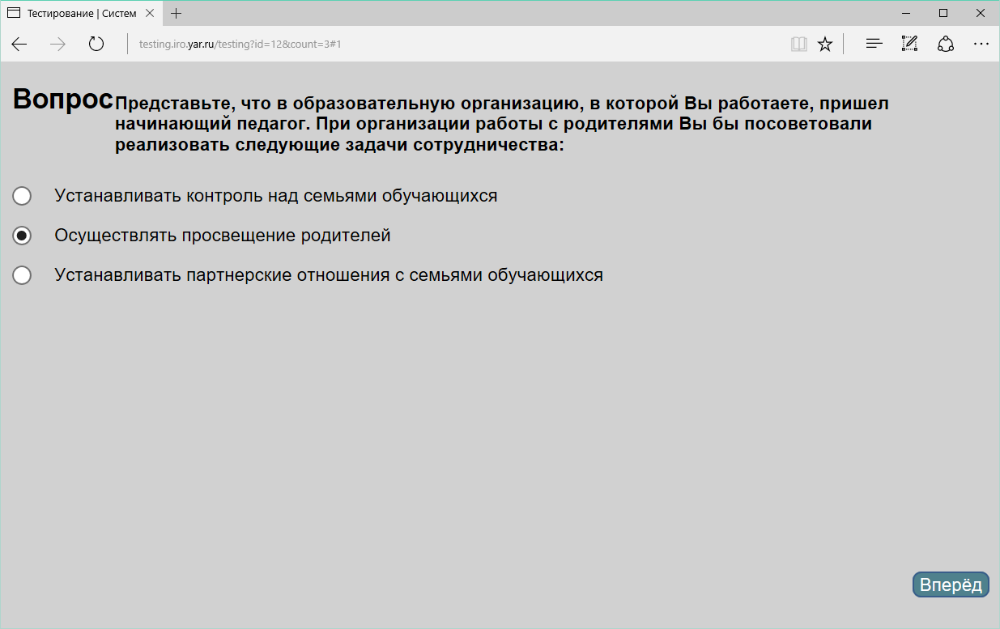 Тестирование | Систем
testing.iro.yar.ru/testing?id=12&count=3#1
Вопрос
Представьте, что в образовательную организацию, в которой Вы работаете, пришел
начинающий педагог. При организации работы с родителями Вы бы посоветовали
реализовать следующие задачи сотрудничества:
Устанавливать контроль над семьями обучающихся
Осуществлять просвещение родителей
Устанавливать партнерские отношения с семьями обучающихся
Вперёд